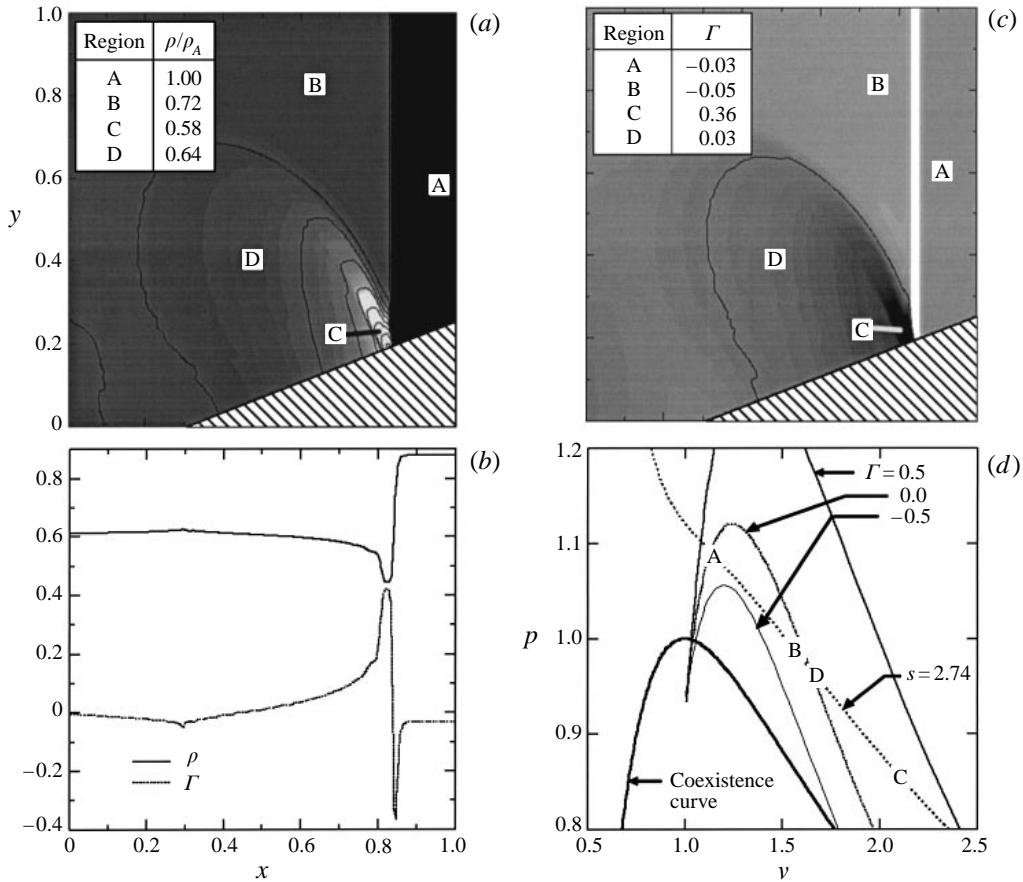 (a)
Region ρ/ρA
A 1.00
B 0.72
C 0.58
D 0.64
B
A
D
C
y
1.0
0.8
0.6
0.4
0.2
0
(c)
Region Γ
A –0.03
B –0.05
C 0.36
D 0.03
B
A
D
C
(b)
0.8
0.6
0.4
0.2
0
–0.2
–0.4
ρ
Γ
0 0.2 0.4 0.6 0.8 1.0
x
(d)
1.2
1.1
1.0
0.9
0.8
p
Γ = 0.5
0.0
–0.5
A
B
D
s = 2.74
C
Coexistence
curve
0.5 1.0 1.5 2.0 2.5
v